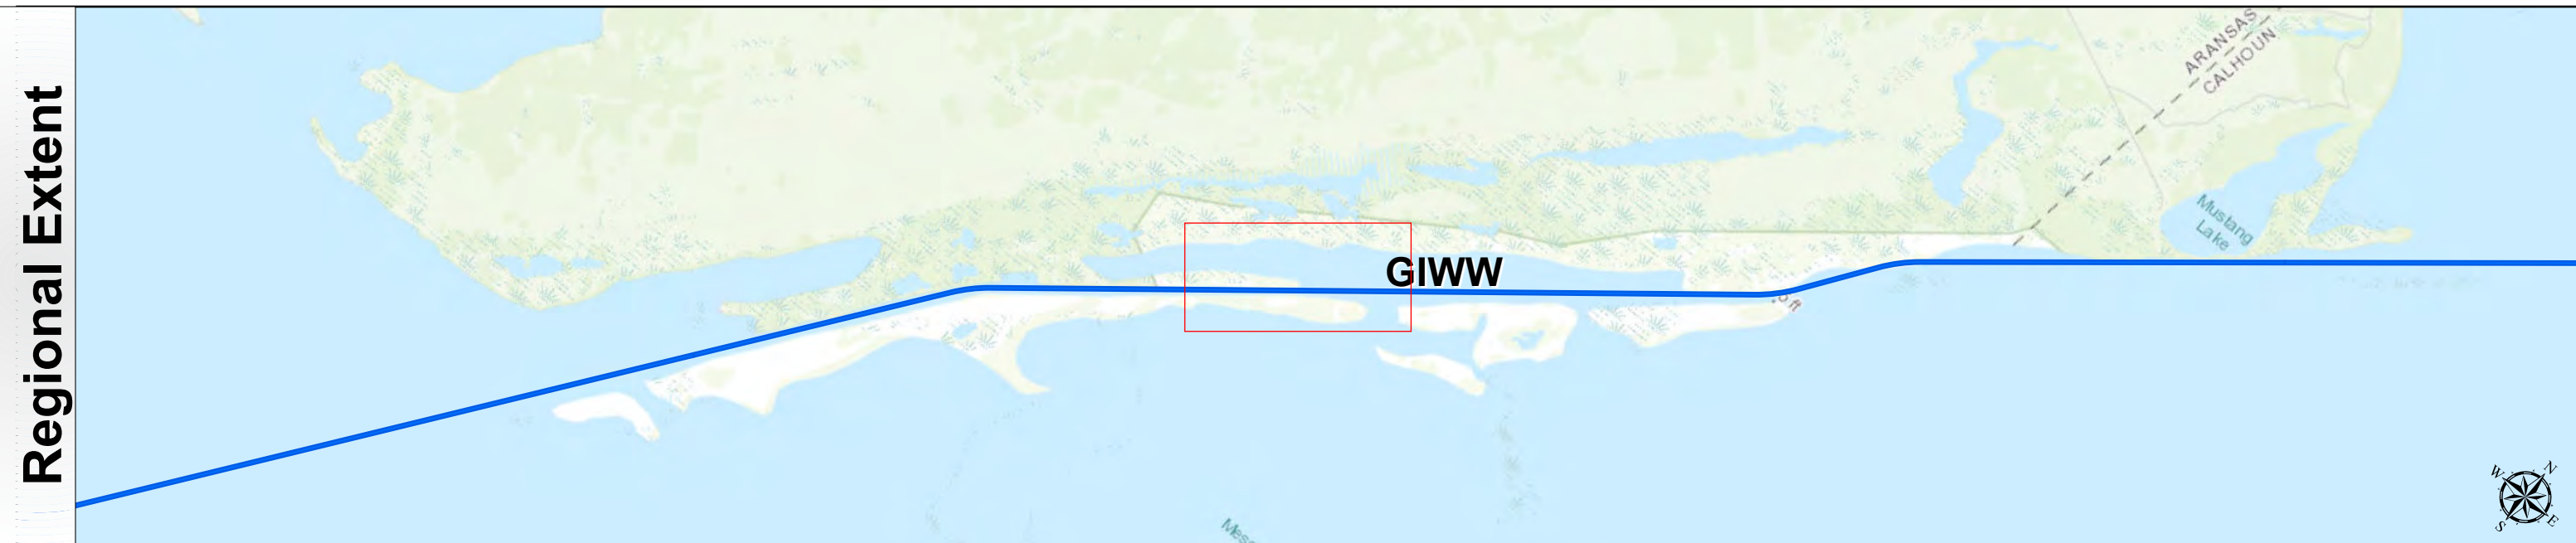 Regional Extent
ARANSAS
CALHOUN
Mustang
Lake
GIWW
W
N
S
E